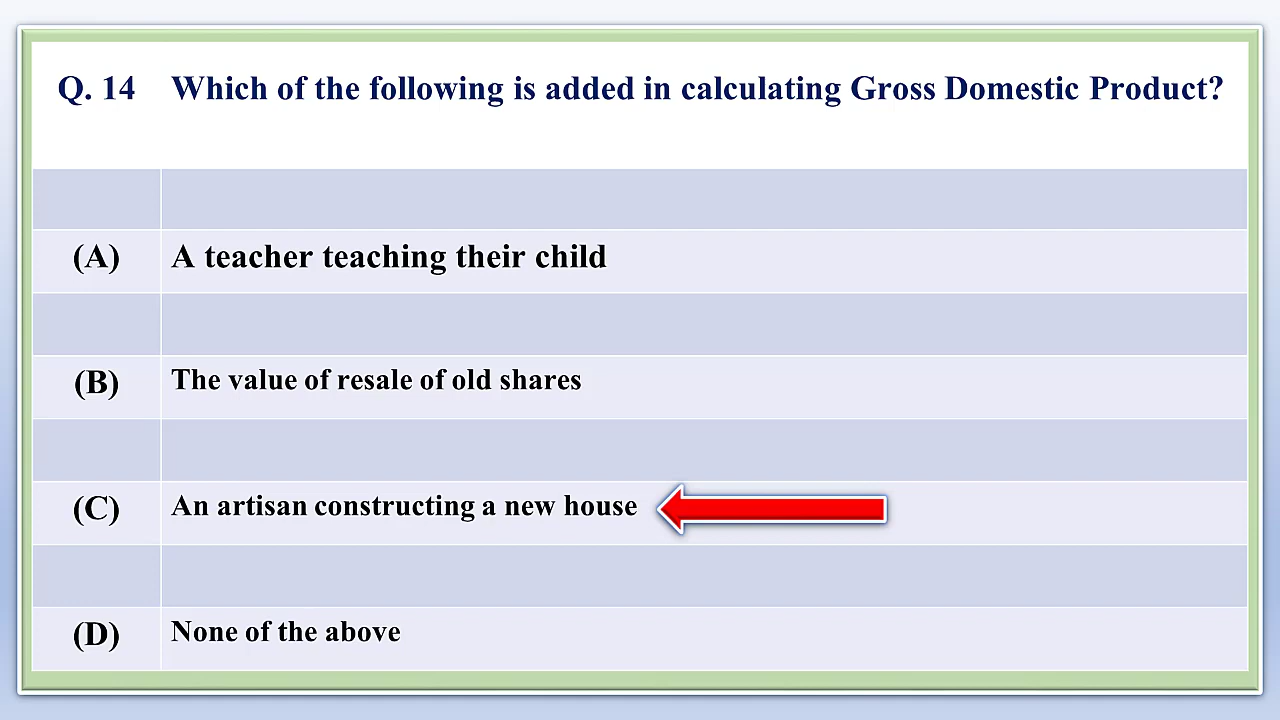 Q. 14 Which of the following is added in calculating Gross Domestic Product?
(A) A teacher teaching their child
(B) The value of resale of old shares
(C) An artisan constructing a new house
(D) None of the above